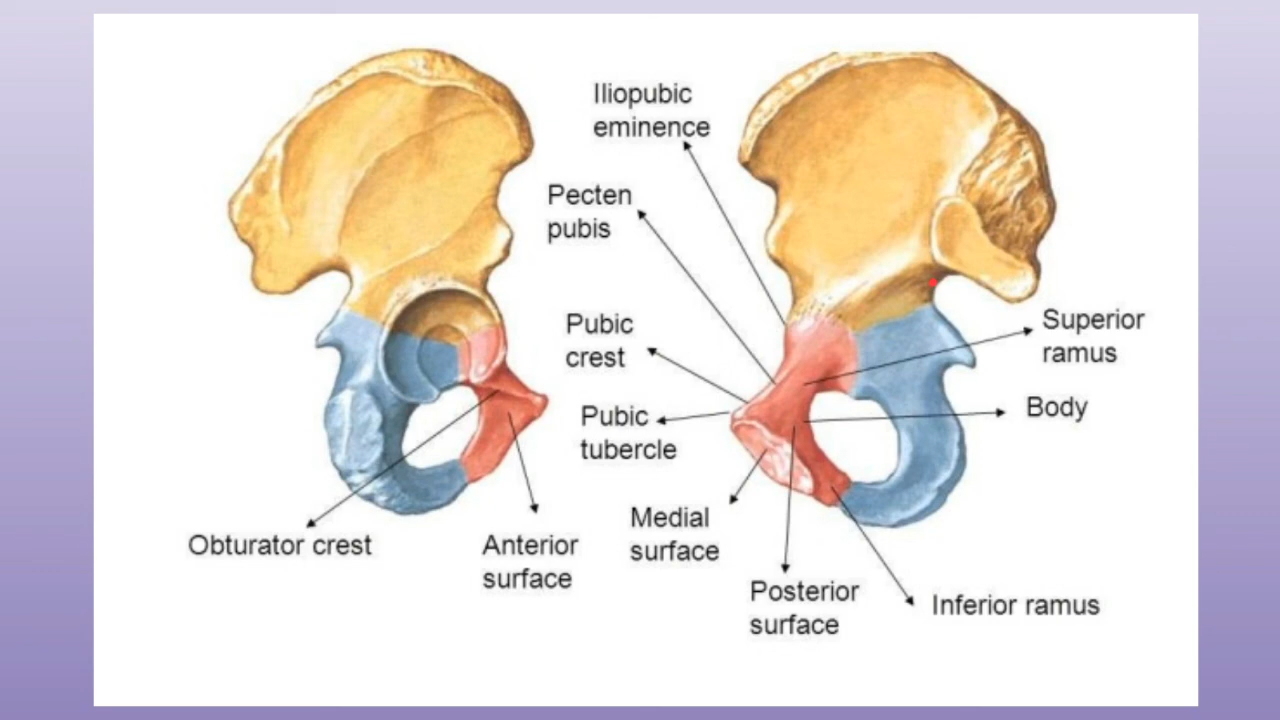 Iliopubic
eminence
Pecten
pubis
Pubic
crest
Superior
ramus
Pubic
tubercle
Body
Medial
surface
Obturator crest
Anterior
surface
Posterior
surface
Inferior ramus